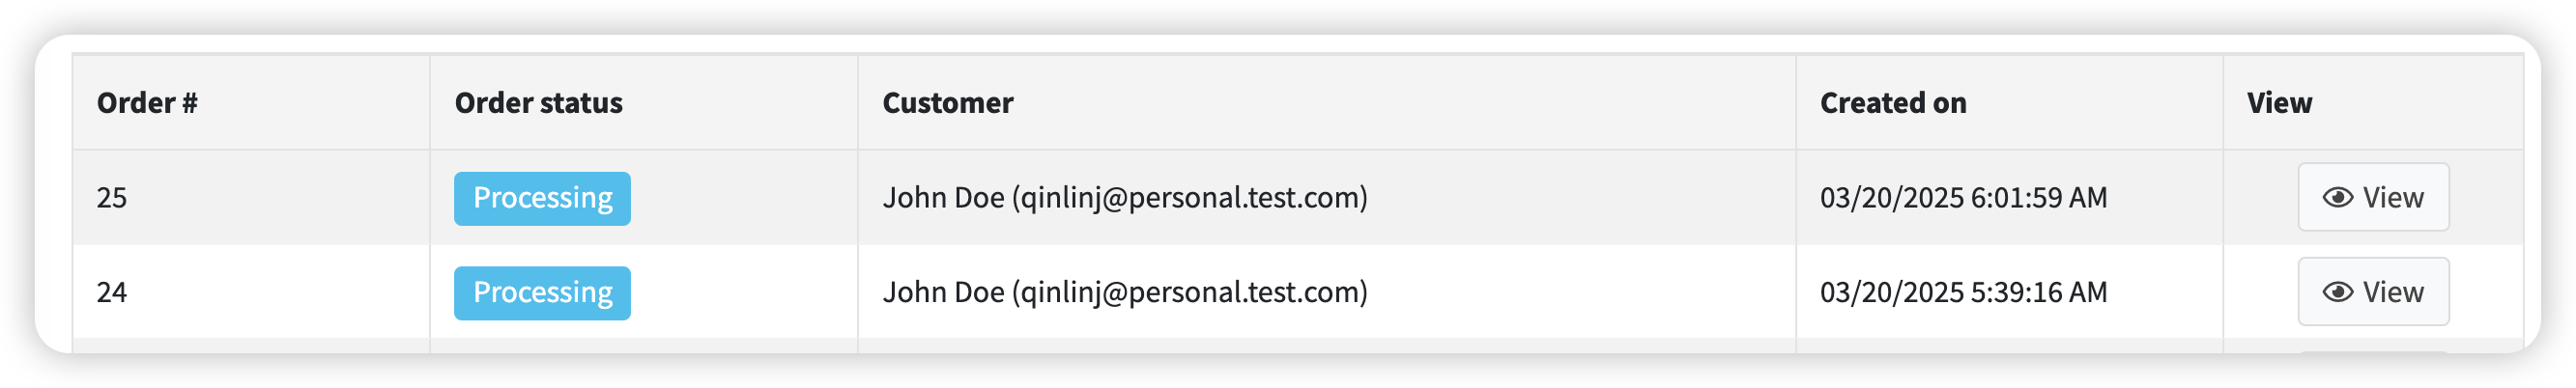 Order # Order status Customer Created on View
25 Processing John Doe (qinlinj@personal.test.com) 03/20/2025 6:01:59 AM View
24 Processing John Doe (qinlinj@personal.test.com) 03/20/2025 5:39:16 AM View